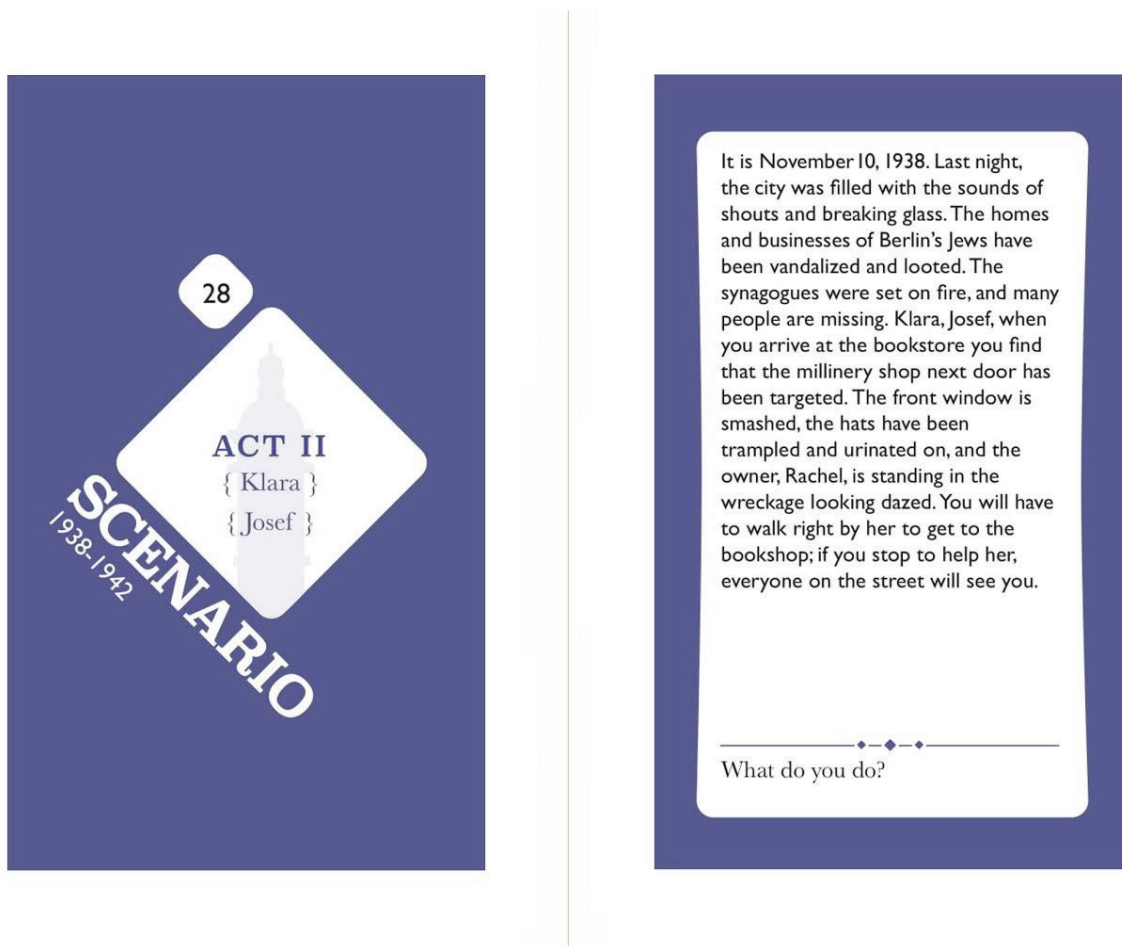 28
ACT II
{ Klara }
{ Josef }
SCENARIO
1938-1942
It is November 10, 1938. Last night,
the city was filled with the sounds of
shouts and breaking glass. The homes
and businesses of Berlin's Jews have
been vandalized and looted. The
synagogues were set on fire, and many
people are missing. Klara, Josef, when
you arrive at the bookstore you find
that the millinery shop next door has
been targeted. The front window is
smashed, the hats have been
trampled and urinated on, and the
owner, Rachel, is standing in the
wreckage looking dazed. You will have
to walk right by her to get to the
bookshop; if you stop to help her,
everyone on the street will see you.
What do you do?